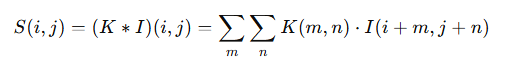 S(i, j) = (K * I)(i, j) = ∑_m ∑_n K(m, n) · I(i + m, j + n)